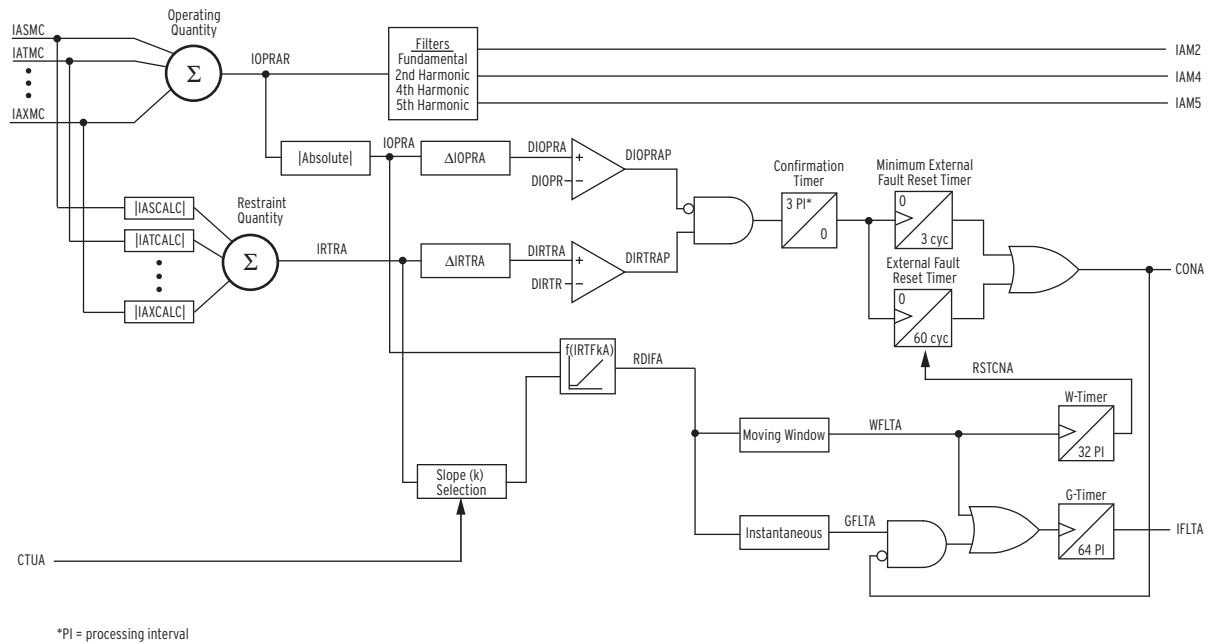 IASMC
IATMC
IAXMC
Operating
Quantity
Σ
IOPRAR
Filters
Fundamental
2nd Harmonic
4th Harmonic
5th Harmonic
IAM2
IAM4
IAM5
|Absolute|
IOPRA
ΔIOPRA
DIOPRA
DIOPR
+
−
DIOPRAP
Confirmation
Timer
3 PI*
0
Minimum External
Fault Reset Timer
0
3 cyc
External Fault
Reset Timer
0
60 cyc
CONA
|IASCALC|
|IATCALC|
|IAXCALC|
Restraint
Quantity
Σ
IRTRA
ΔIRTRA
DIRTRA
DIRTR
+
−
DIRTRAP
f(IRTFkA)
RDIFA
RSTCNA
W-Timer
32 PI
Moving Window
WFLTA
Slope (k)
Selection
Instantaneous
GFLTA
G-Timer
64 PI
IFLTA
CTUA
*PI = processing interval